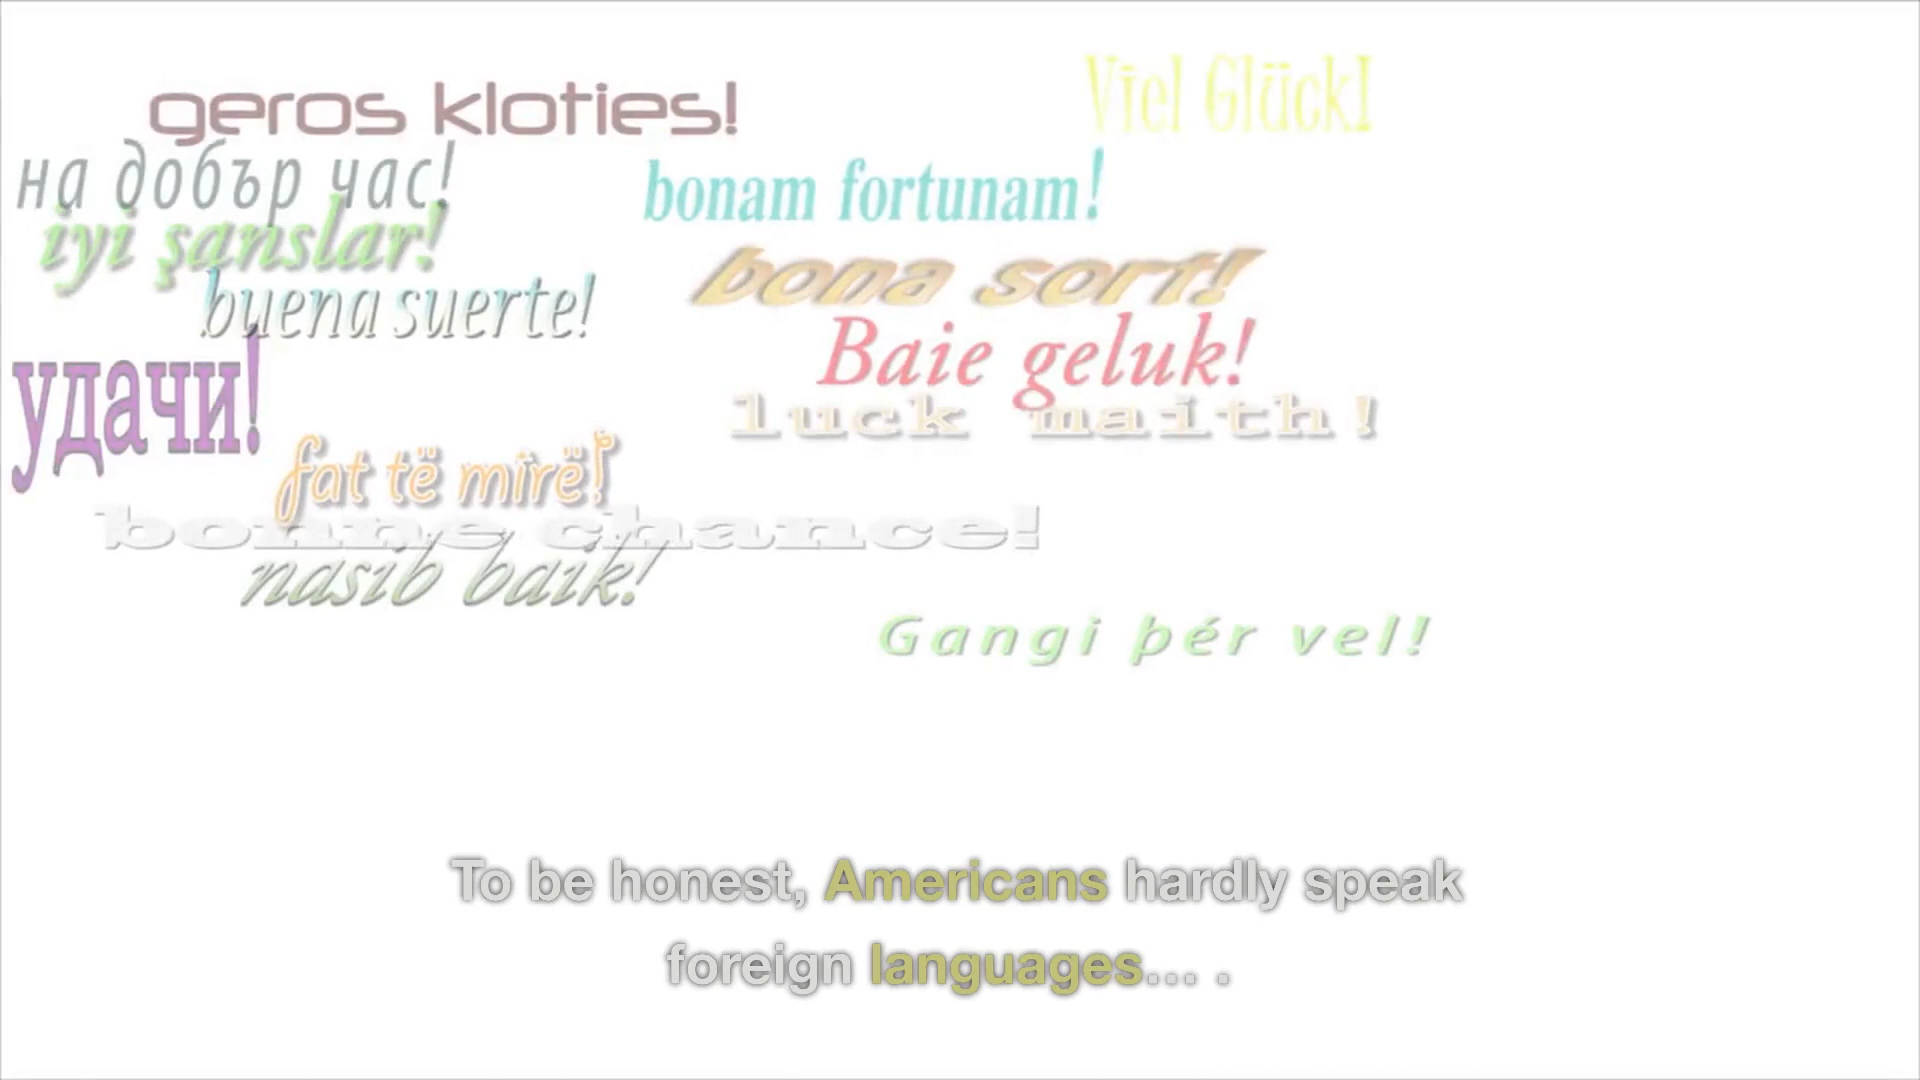 geros kloties!
Viel Glück!
на добър час!
bonam fortunam!
iyi şanslar!
buena suerte!
bona sort!
Baie geluk!
удачи!
luck maith!
fat të mirë!
bonne chance!
nasib baik!
Gangi þér vel!
To be honest, Americans hardly speak
foreign languages... .